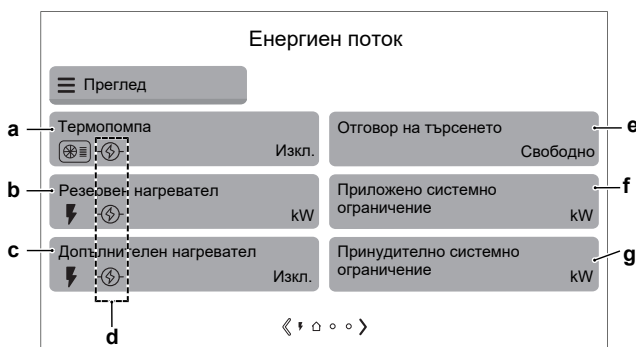 Енергиен поток
Преглед
a
Термопомпа
Изкл.
b
Резервен нагревател
kW
c
Допълнителен нагревател
Изкл.
d
Отговор на търсенето
Свободно
e
Приложено системно
ограничение
kW
f
Принудително системно
ограничение
kW
g